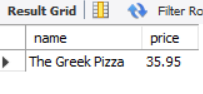 Result Grid Filter Ro
name price
The Greek Pizza 35.95